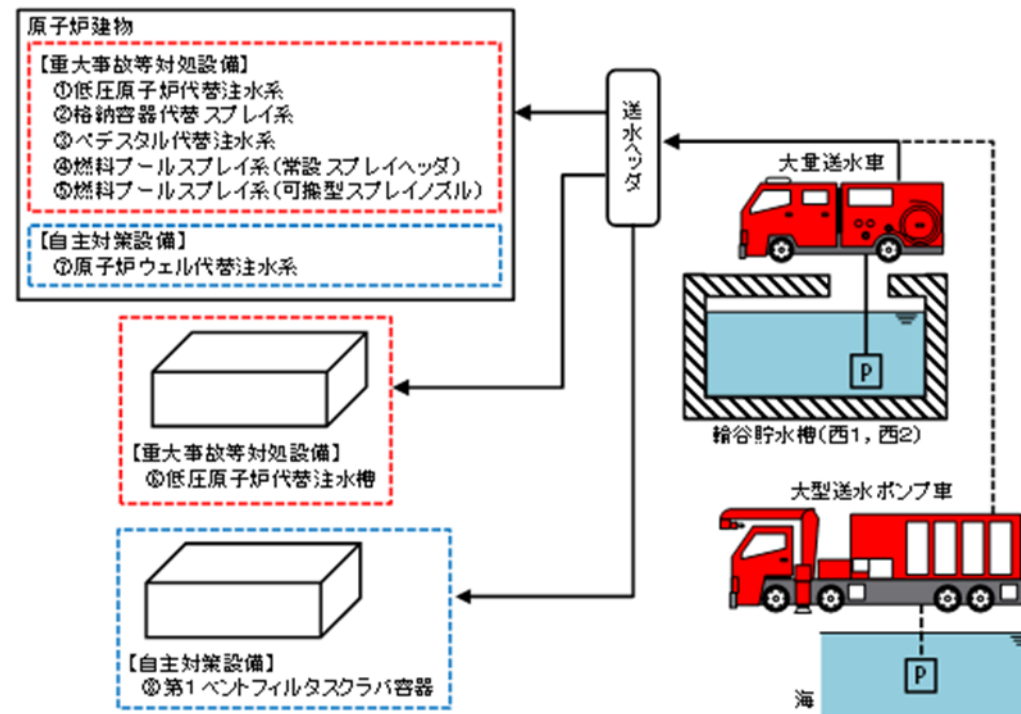 原子炉建物
【重大事故等対処設備】
①低圧原子炉代替注水系
②格納容器代替スプレイ系
③ペデスタル代替注水系
④燃料プールスプレイ系(常設スプレイヘッダ)
⑤燃料プールスプレイ系(可搬型スプレイノズル)
【自主対策設備】
⑦原子炉ウェル代替注水系
送水ヘッダ
大量送水車
P
輪谷貯水槽(西1, 西2)
【重大事故等対処設備】
⑥低圧原子炉代替注水槽
大型送水ポンプ車
P
海
【自主対策設備】
⑧第1ベントフィルタスクラバ容器